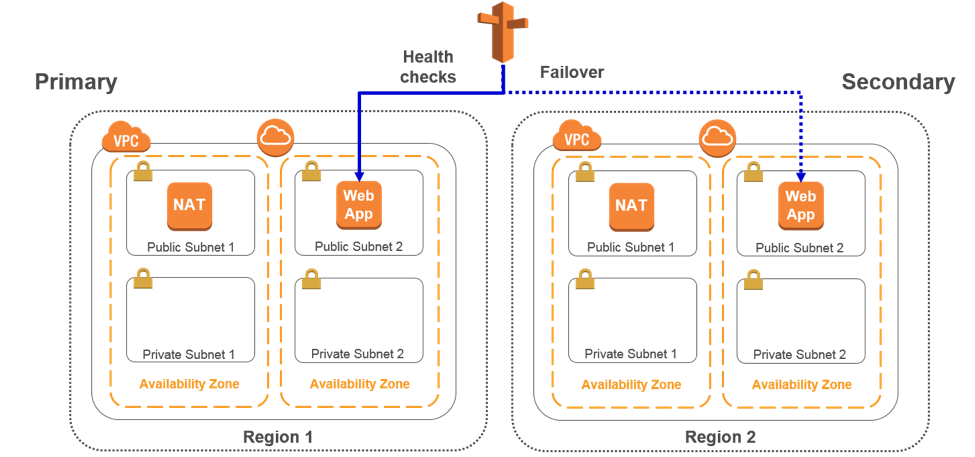 Health
checks
Failover
Primary
Secondary
VPC
NAT
Public Subnet 1
Web
App
Public Subnet 2
Private Subnet 1
Private Subnet 2
Availability Zone
Availability Zone
Region 1
VPC
NAT
Public Subnet 1
Web
App
Public Subnet 2
Private Subnet 1
Private Subnet 2
Availability Zone
Availability Zone
Region 2